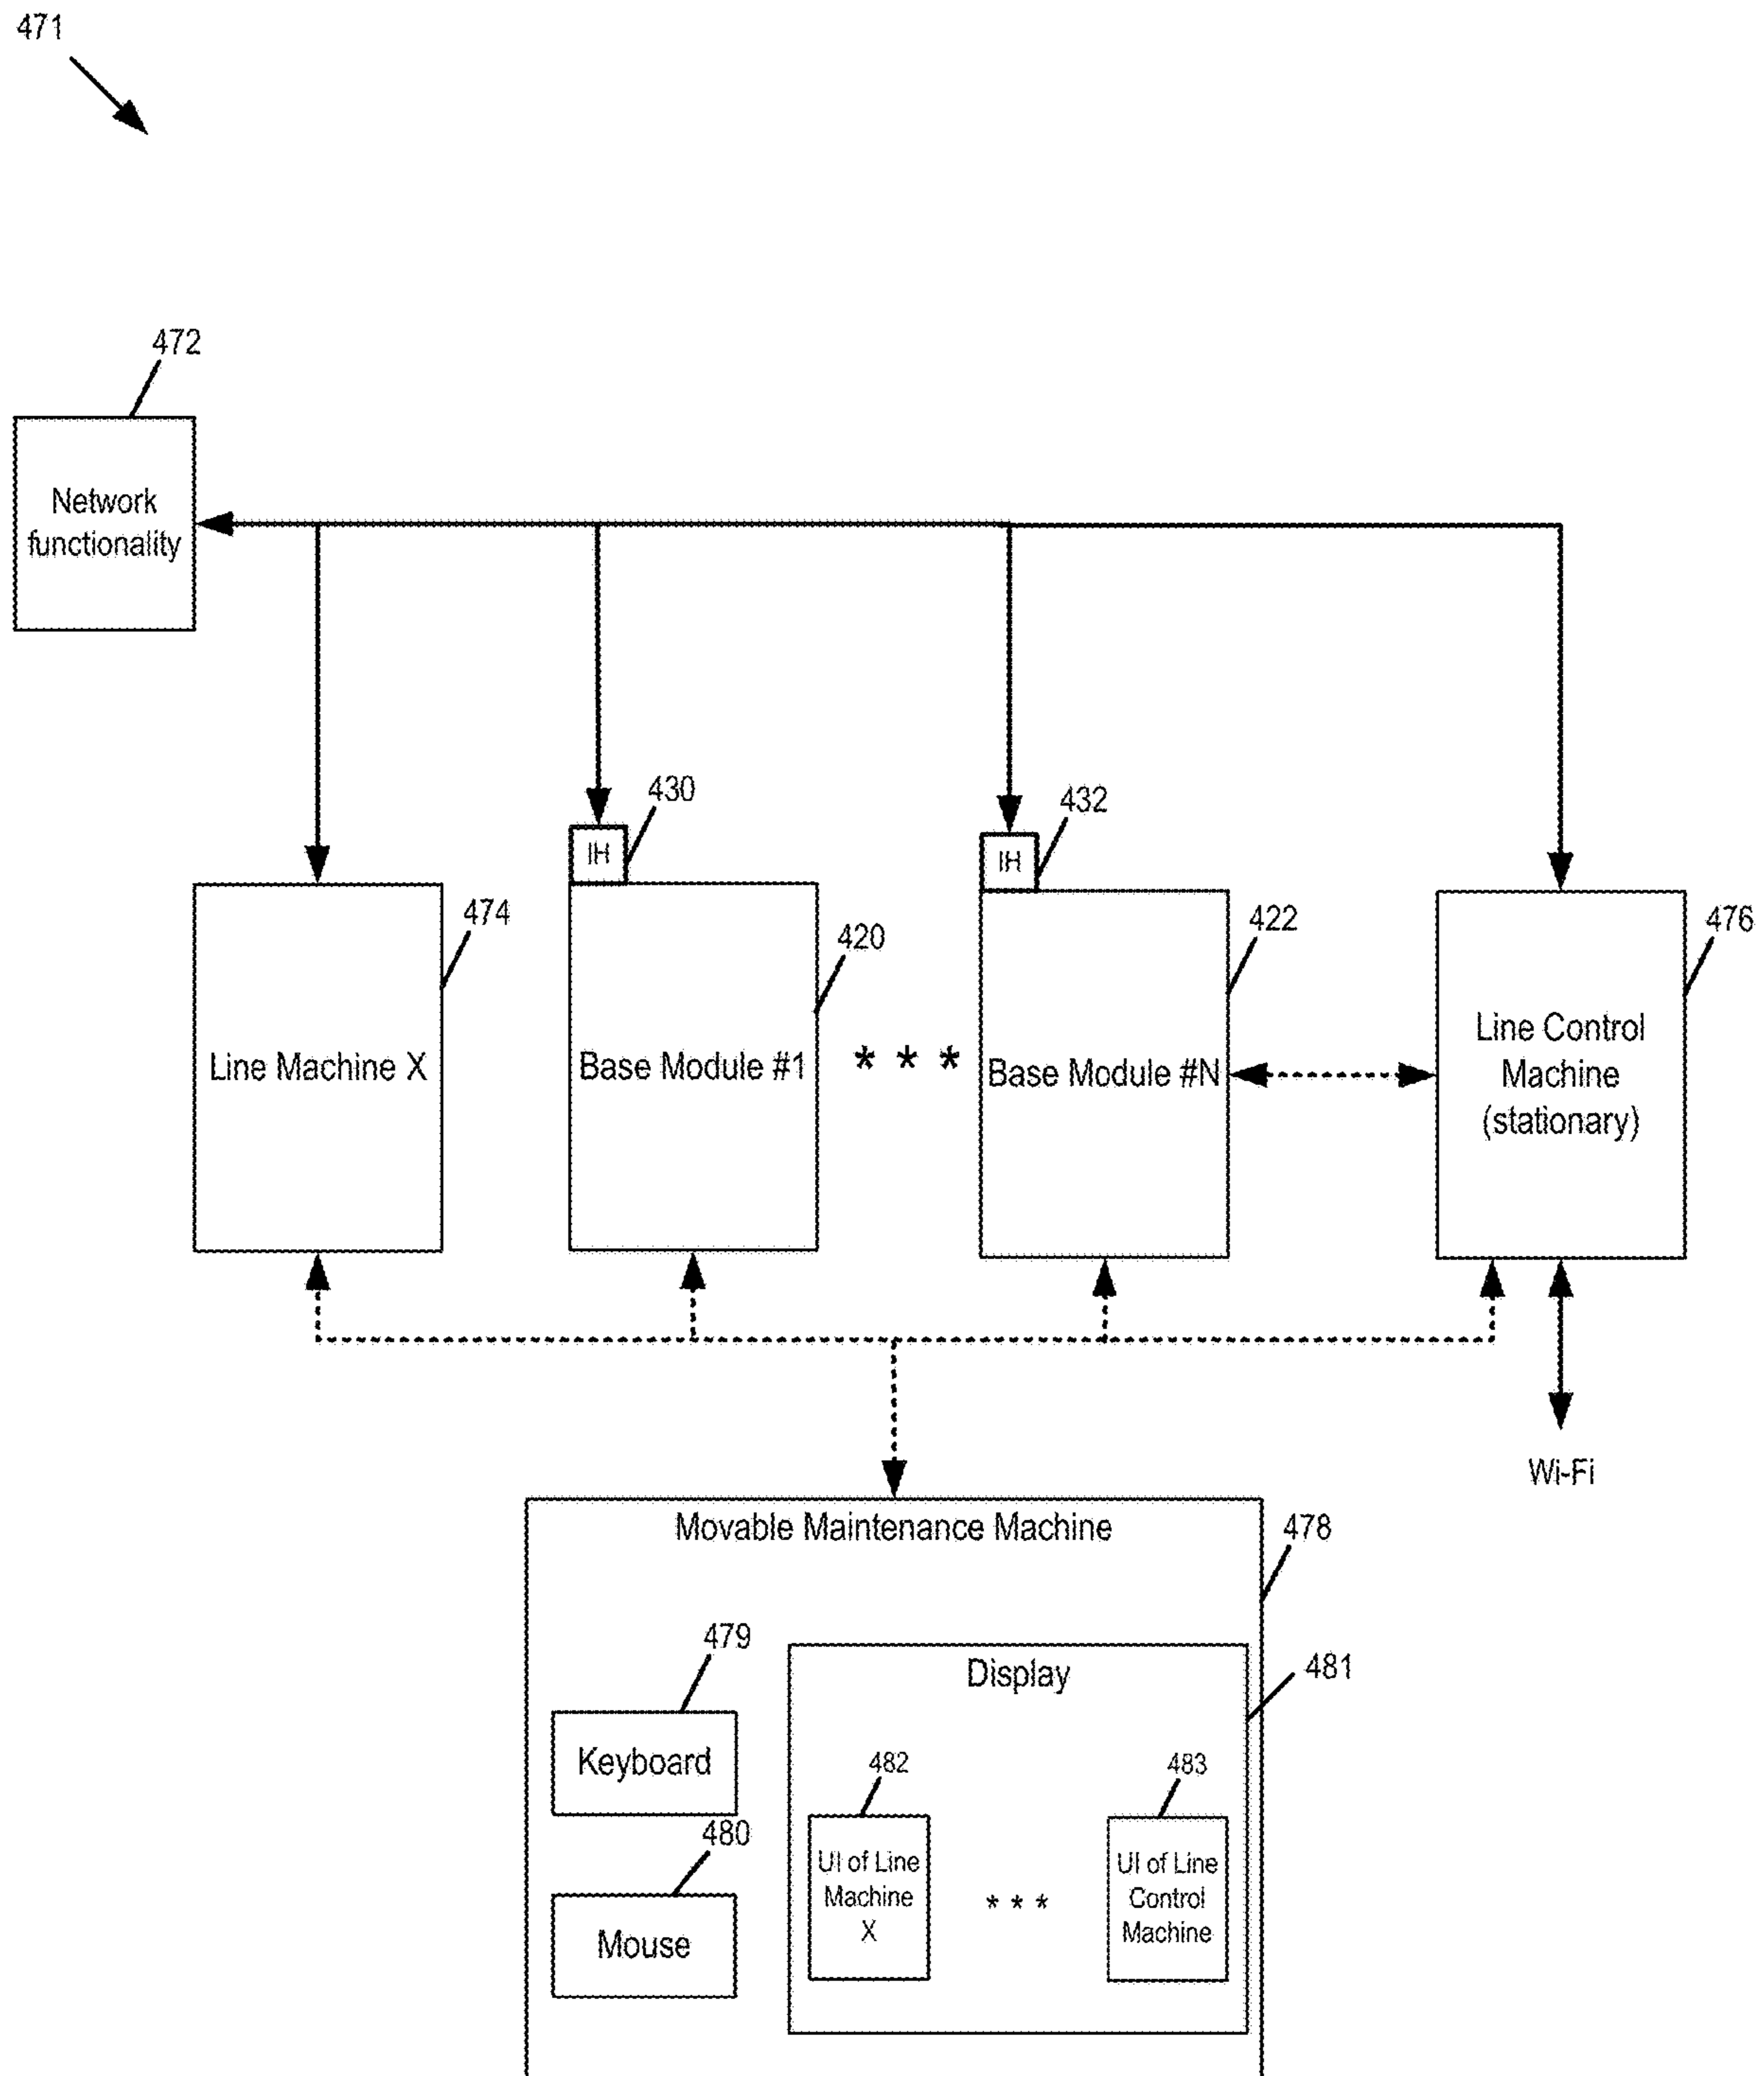 471
472
Network
functionality
430
IH
432
IH
474
420
422
476
Line Machine X
Base Module #1
* * *
Base Module #N
Line Control
Machine
(stationary)
Wi-Fi
Movable Maintenance Machine
478
479
Keyboard
480
Mouse
Display
481
482
UI of Line
Machine
X
* * *
483
UI of Line
Control
Machine